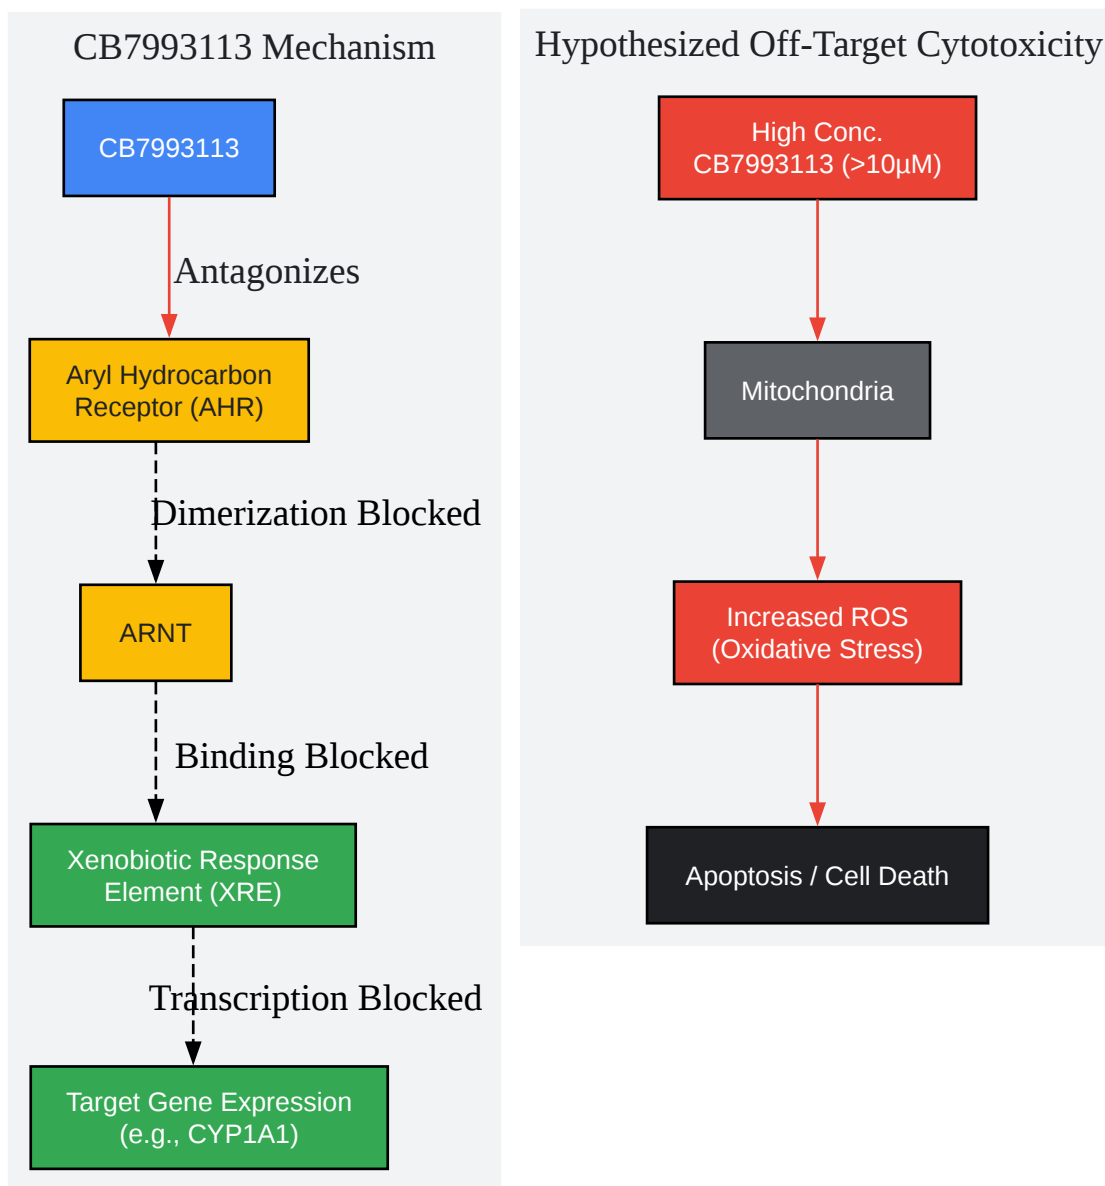 CB7993113 Mechanism
CB7993113
Antagonizes
Aryl Hydrocarbon
Receptor (AHR)
Dimerization Blocked
ARNT
Binding Blocked
Xenobiotic Response
Element (XRE)
Transcription Blocked
Target Gene Expression
(e.g., CYP1A1)
Hypothesized Off-Target Cytotoxicity
High Conc.
CB7993113 (>10µM)
Mitochondria
Increased ROS
(Oxidative Stress)
Apoptosis / Cell Death